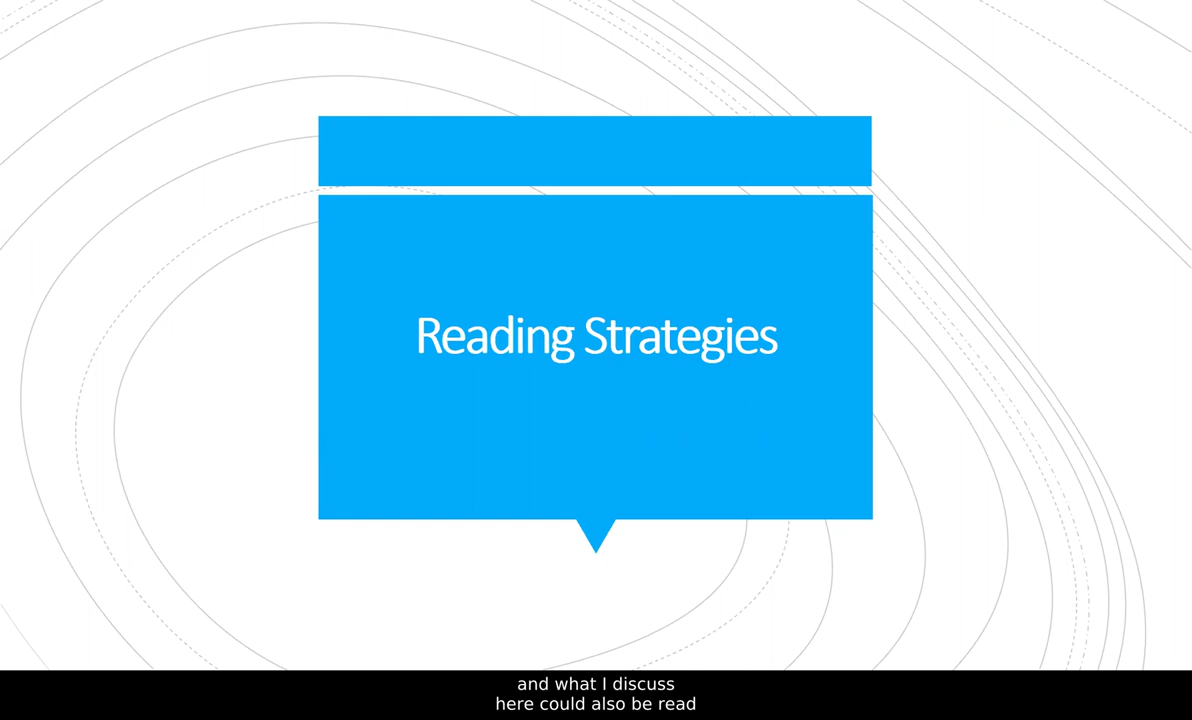 Reading Strategies
and what I discuss
here could also be read